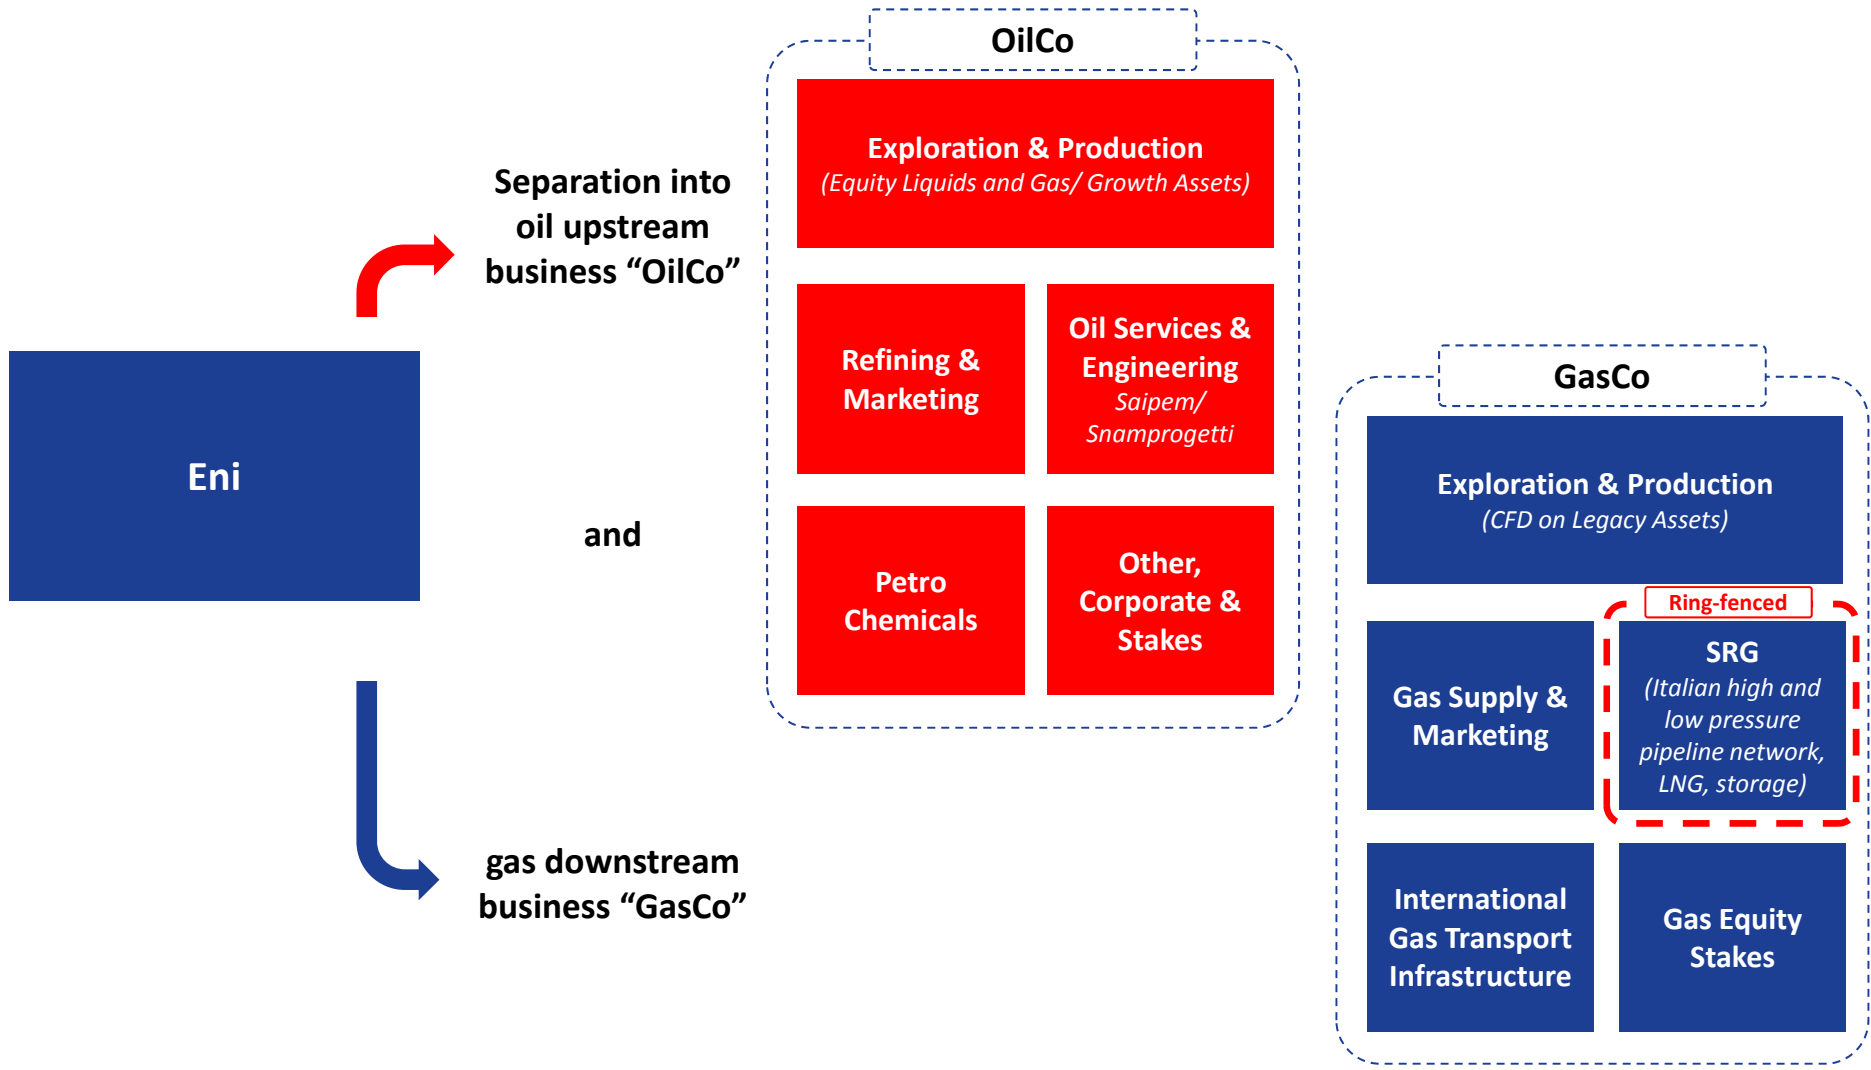 Eni
Separation into
oil upstream
business “OilCo”
and
gas downstream
business “GasCo”
OilCo
Exploration & Production
(Equity Liquids and Gas/ Growth Assets)
Refining &
Marketing
Oil Services &
Engineering
Saipem/
Snamprogetti
Petro
Chemicals
Other,
Corporate &
Stakes
GasCo
Exploration & Production
(CFD on Legacy Assets)
Gas Supply &
Marketing
Ring-fenced
SRG
(Italian high and
low pressure
pipeline network,
LNG, storage)
International
Gas Transport
Infrastructure
Gas Equity
Stakes